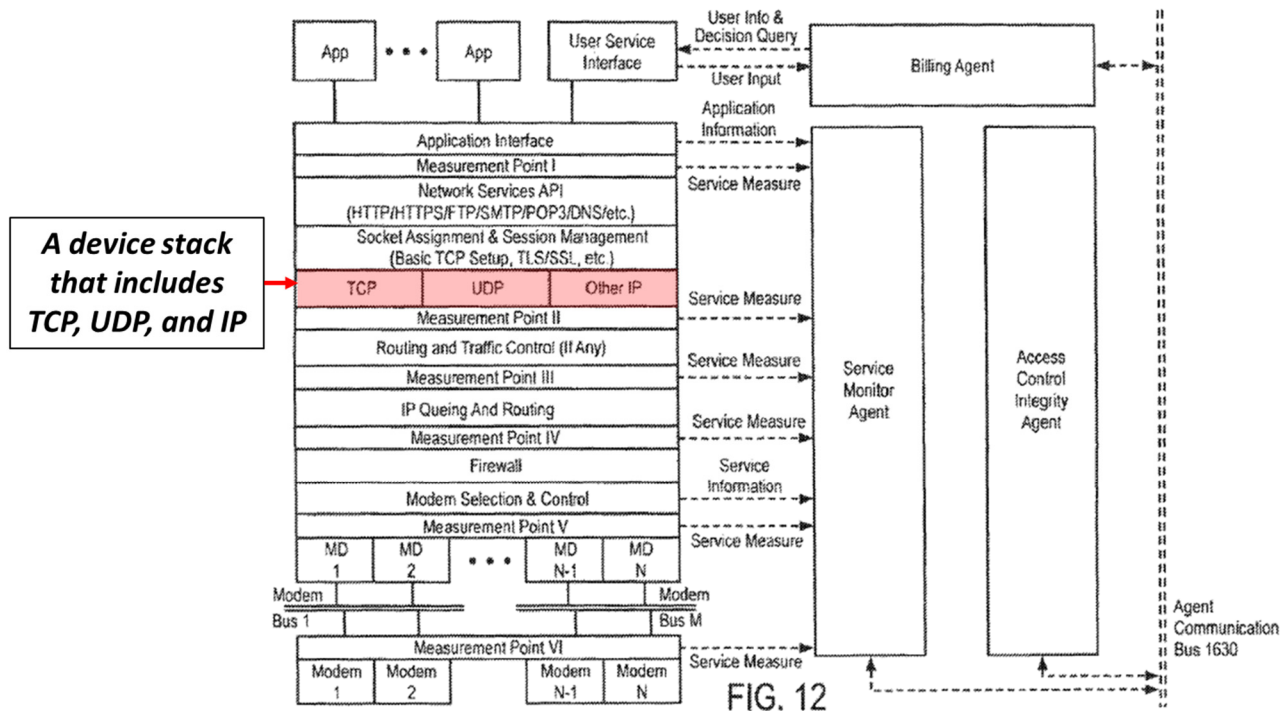 User Info &
Decision Query
App
• • •
App
User Service
Interface
Billing Agent
User Input
Application
Information
Application Interface
Measurement Point I
Service Measure
Network Services API
(HTTP/HTTPS/FTP/SMTP/POP3/DNS/etc.)
Socket Assignment & Session Management
(Basic TCP Setup, TLS/SSL, etc.)
A device stack
that includes
TCP, UDP, and IP
TCP
UDP
Other IP
Service Measure
Measurement Point II
Routing and Traffic Control (If Any)
Service Measure
Measurement Point III
IP Queing And Routing
Service Measure
Measurement Point IV
Firewall
Service
Information
Modem Selection & Control
Measurement Point V
Service Measure
Service
Monitor
Agent
Access
Control
Integrity
Agent
MD
1
MD
2
• • •
MD
N-1
MD
N
Modem
Bus 1
Modem
Bus M
Measurement Point VI
Service Measure
Modem
1
Modem
2
Modem
N-1
Modem
N
Agent
Communication
Bus 1630
FIG. 12